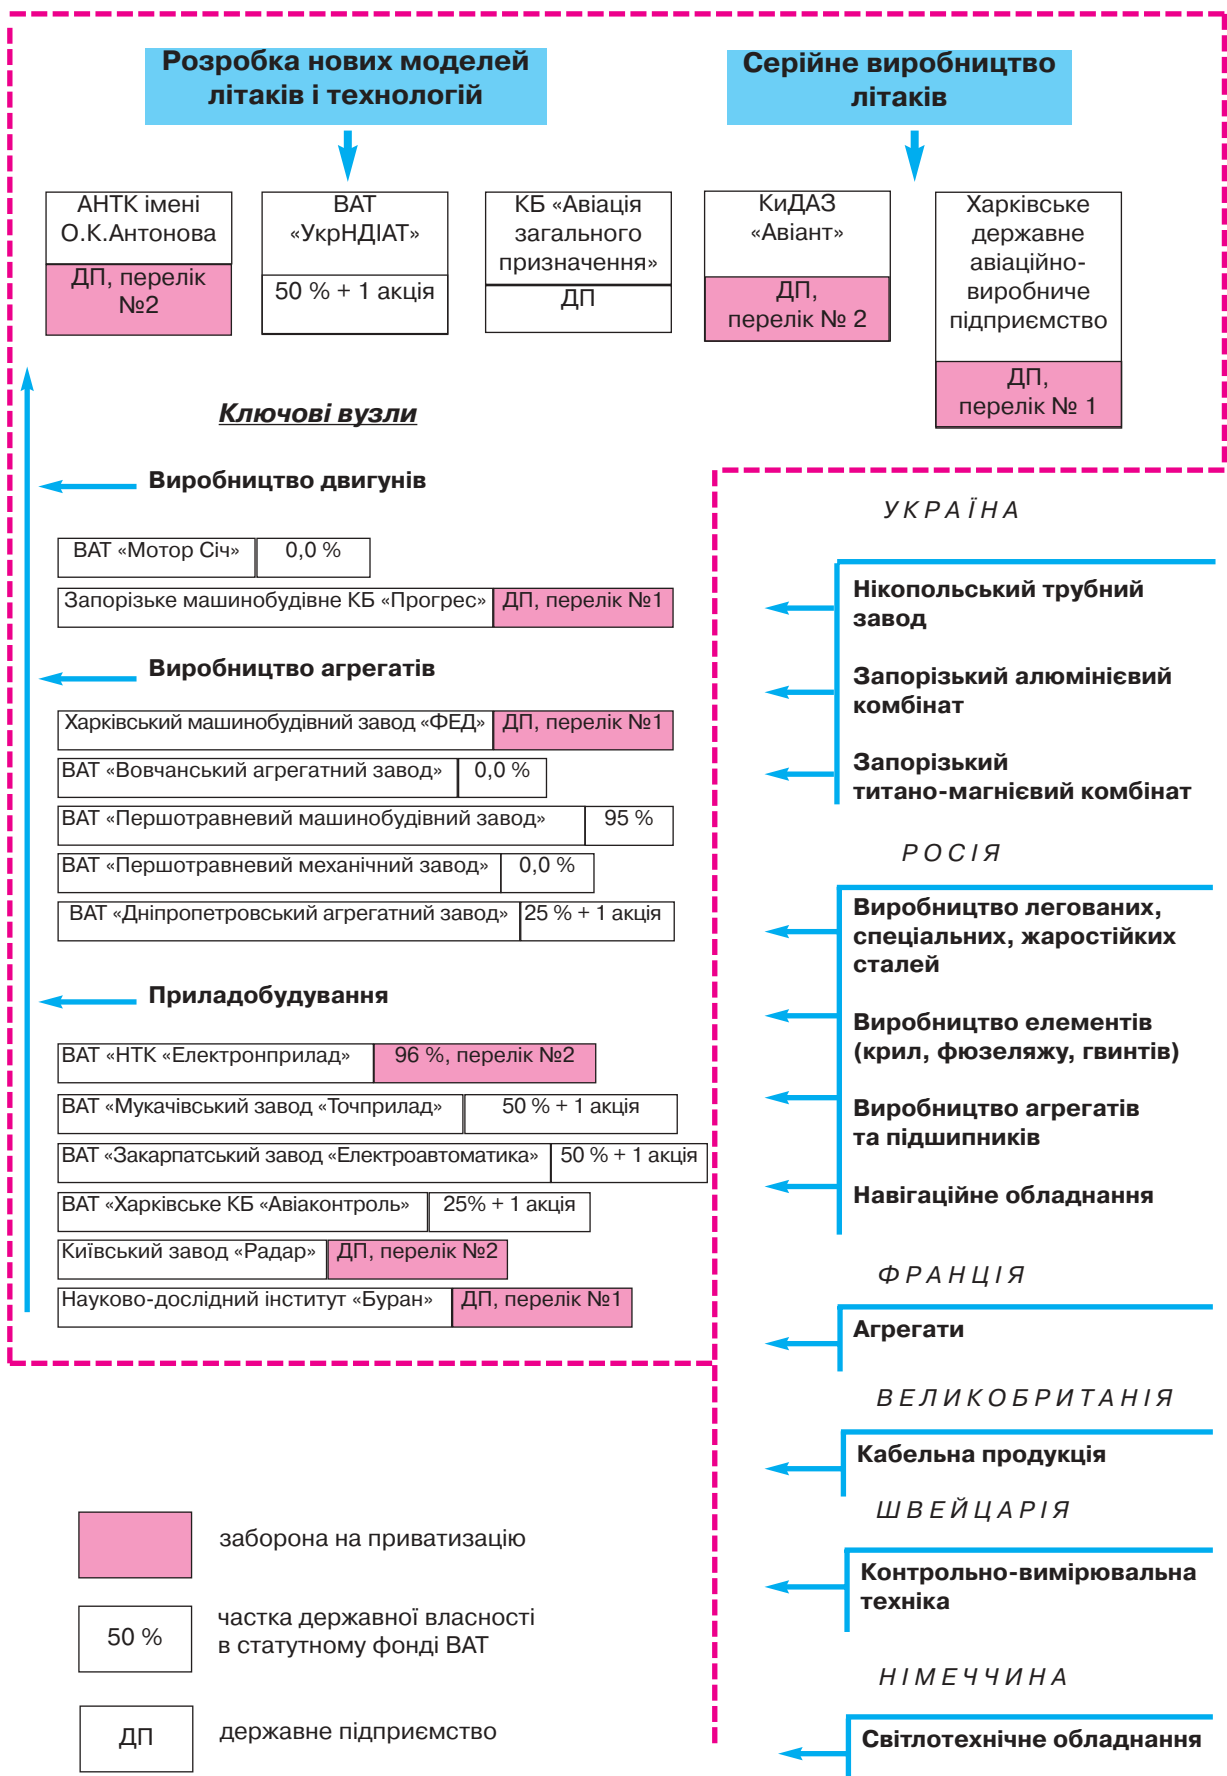 Розробка нових моделей
літаків і технологій
Серійне виробництво
літаків
АНТК імені
О.К.Антонова
ДП, перелік
№2
ВАТ
«УкрНДІАТ»
50 % + 1 акція
КБ «Авіація
загального
призначення»
ДП
КиДАЗ
«Авіант»
ДП,
перелік № 2
Харківське
державне
авіаційно-
виробниче
підприємство
ДП,
перелік № 1
Ключові вузли
Виробництво двигунів
ВАТ «Мотор Січ» 0,0 %
Запорізьке машинобудівне КБ «Прогрес» ДП, перелік №1
Виробництво агрегатів
Харківський машинобудівний завод «ФЕД» ДП, перелік №1
ВАТ «Вовчанський агрегатний завод» 0,0 %
ВАТ «Першотравневий машинобудівний завод» 95 %
ВАТ «Першотравневий механічний завод» 0,0 %
ВАТ «Дніпропетровський агрегатний завод» 25 % + 1 акція
Приладобудування
ВАТ «НТК «Електронприлад» 96 %, перелік №2
ВАТ «Мукачівський завод «Точприлад» 50 % + 1 акція
ВАТ «Закарпатський завод «Електроавтоматика» 50 % + 1 акція
ВАТ «Харківське КБ «Авіаконтроль» 25% + 1 акція
Київський завод «Радар» ДП, перелік №2
Науково-дослідний інститут «Буран» ДП, перелік №1
УКРАЇНА
Нікопольський трубний
завод
Запорізький алюмінієвий
комбінат
Запорізький
титано-магнієвий комбінат
РОСІЯ
Виробництво легованих,
спеціальних, жаростійких
сталей
Виробництво елементів
(крил, фюзеляжу, гвинтів)
Виробництво агрегатів
та підшипників
Навігаційне обладнання
ФРАНЦІЯ
Агрегати
ВЕЛИКОБРИТАНІЯ
Кабельна продукція
ШВЕЙЦАРІЯ
Контрольно-вимірювальна
техніка
НІМЕЧЧИНА
Світлотехнічне обладнання
заборона на приватизацію
50 %
частка державної власності
в статутному фонді ВАТ
ДП
державне підприємство